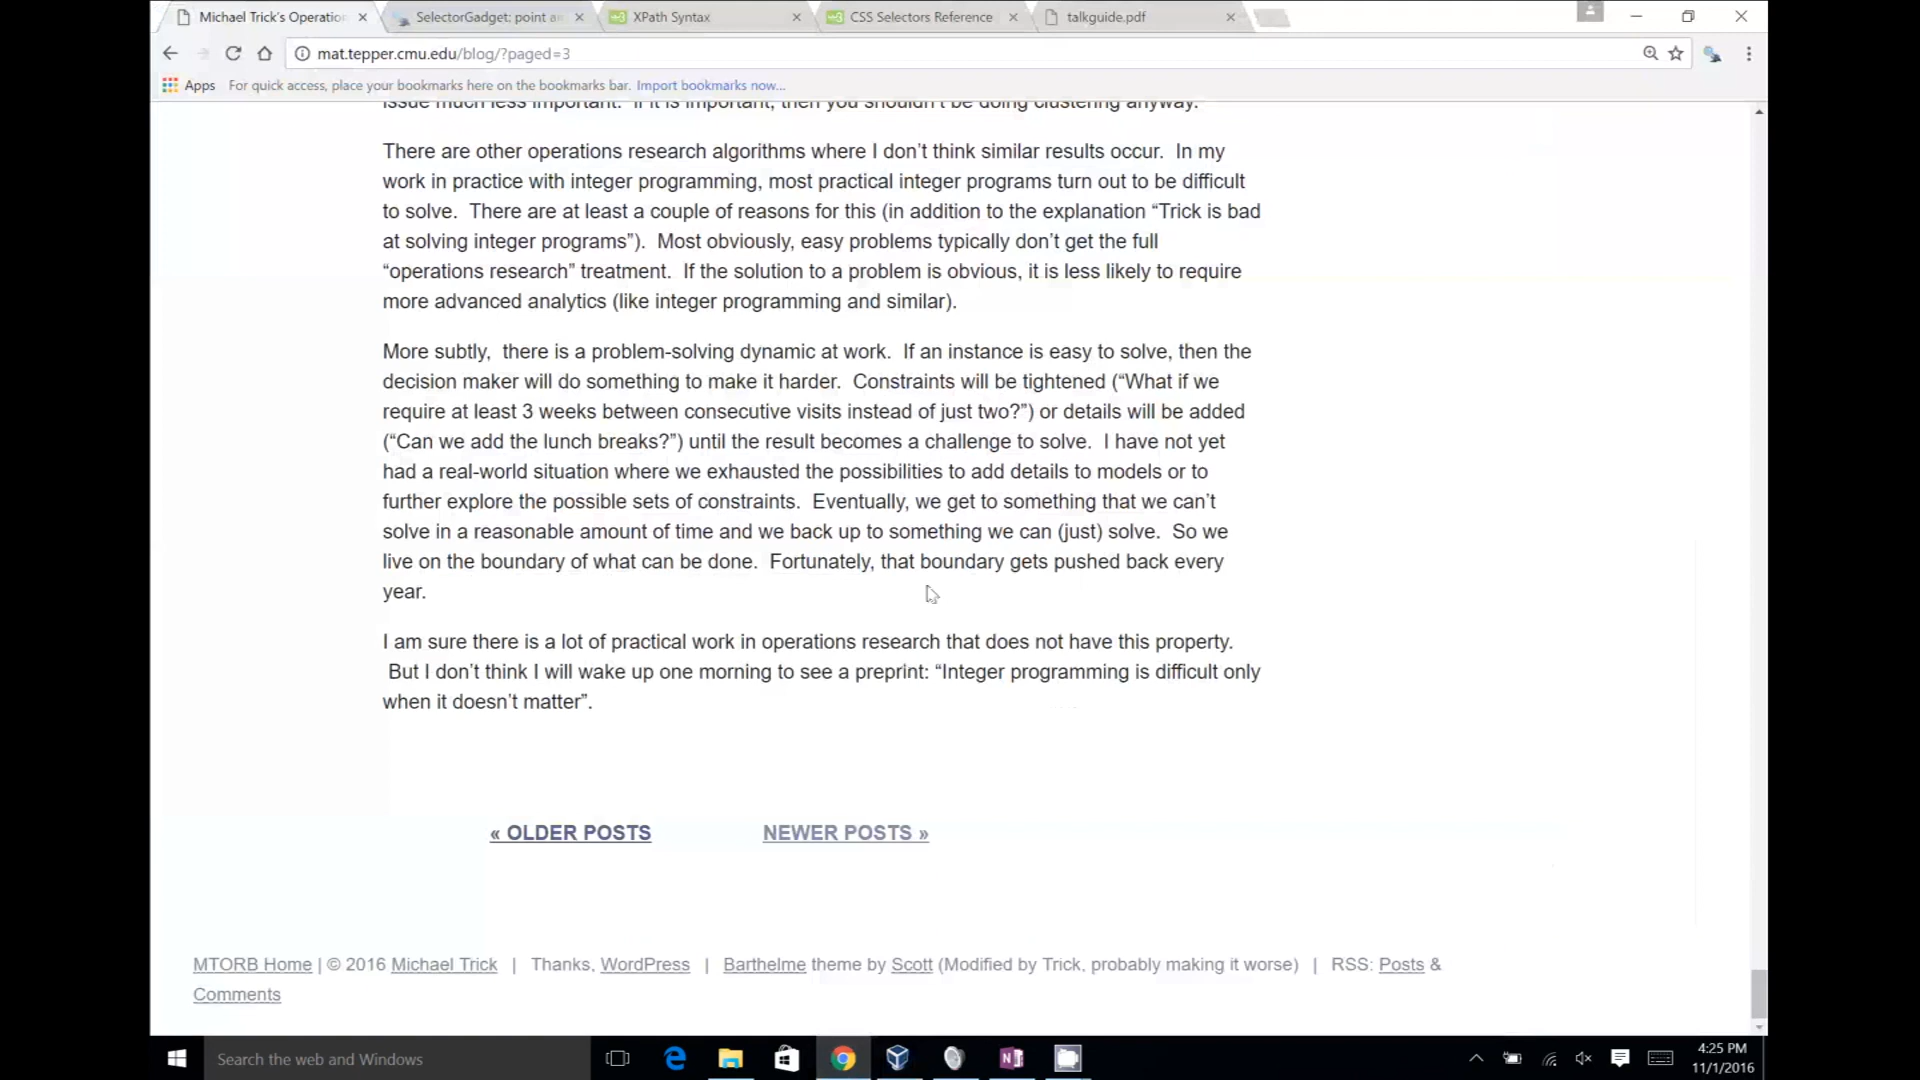 Michael Trick's Operatio
SelectorGadget: point a
XPath Syntax
CSS Selectors Reference
talkguide.pdf
mat.tepper.cmu.edu/blog/?paged=3
Apps For quick access, place your bookmarks here on the bookmarks bar. Import bookmarks now...
issue much less important. If it is important, then you shouldn't be doing clustering anyway.
There are other operations research algorithms where I don't think similar results occur. In my
work in practice with integer programming, most practical integer programs turn out to be difficult
to solve. There are at least a couple of reasons for this (in addition to the explanation “Trick is bad
at solving integer programs”). Most obviously, easy problems typically don't get the full
“operations research” treatment. If the solution to a problem is obvious, it is less likely to require
more advanced analytics (like integer programming and similar).
More subtly, there is a problem-solving dynamic at work. If an instance is easy to solve, then the
decision maker will do something to make it harder. Constraints will be tightened (“What if we
require at least 3 weeks between consecutive visits instead of just two?”) or details will be added
(“Can we add the lunch breaks?”) until the result becomes a challenge to solve. I have not yet
had a real-world situation where we exhausted the possibilities to add details to models or to
further explore the possible sets of constraints. Eventually, we get to something that we can't
solve in a reasonable amount of time and we back up to something we can (just) solve. So we
live on the boundary of what can be done. Fortunately, that boundary gets pushed back every
year.
I am sure there is a lot of practical work in operations research that does not have this property.
But I don't think I will wake up one morning to see a preprint: “Integer programming is difficult only
when it doesn't matter”.
« OLDER POSTS NEWER POSTS »
MTORB Home | © 2016 Michael Trick | Thanks, WordPress | Barthelme theme by Scott (Modified by Trick, probably making it worse) | RSS: Posts &
Comments
Search the web and Windows
4:25 PM
11/1/2016